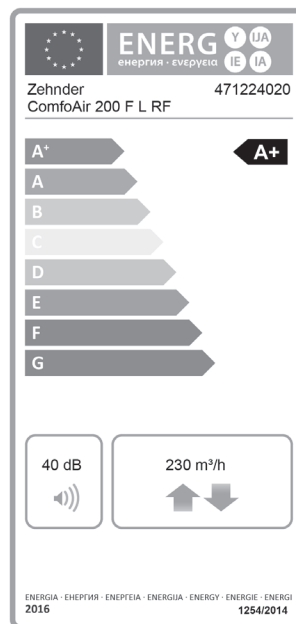 ENERG Y IJA
енергия · ενεργεια IE IA
Zehnder 471224020
ComfoAir 200 F L RF
A+ A+
A
B
C
D
E
F
G
40 dB 230 m³/h
ENERGIA · ЕНЕРГИЯ · ΕΝΕΡΓΕΙΑ · ENERGIJA · ENERGY · ENERGIE · ENERGI
2016 1254/2014